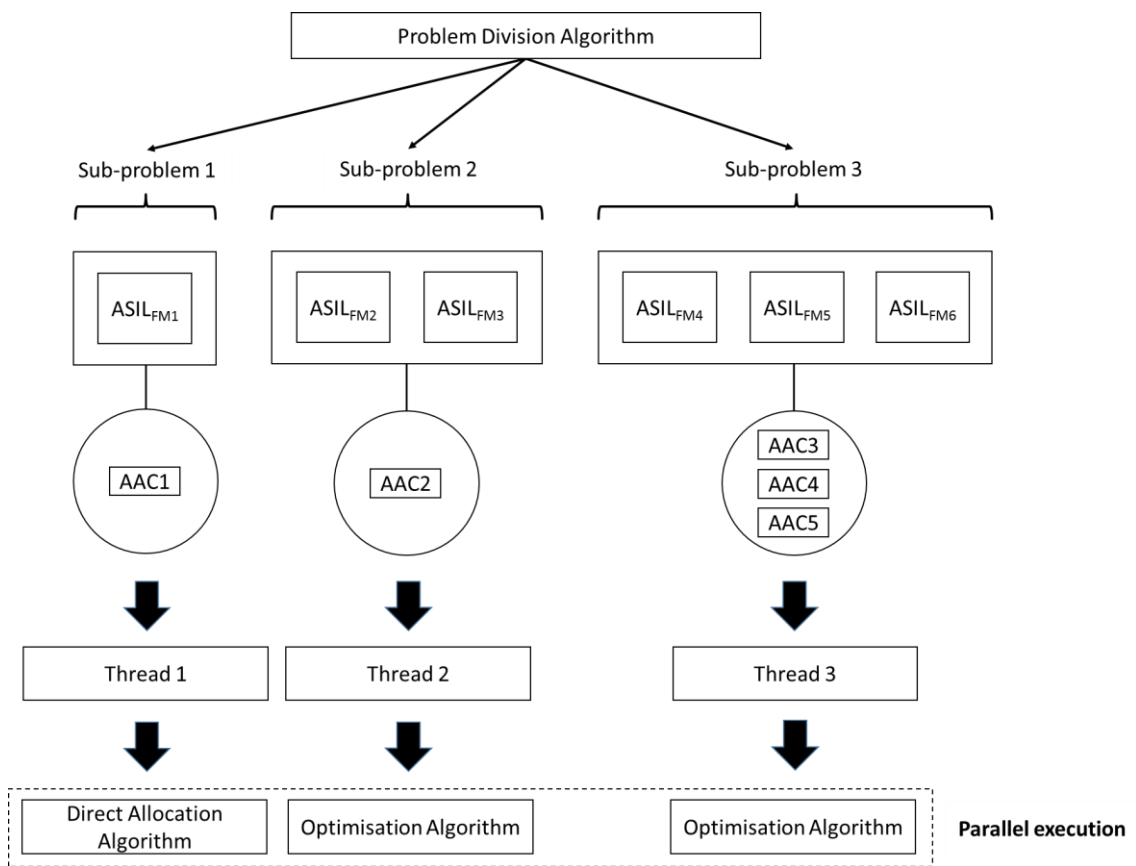 Problem Division Algorithm
Sub-problem 1
Sub-problem 2
Sub-problem 3
ASILFM1
ASILFM2
ASILFM3
ASILFM4
ASILFM5
ASILFM6
AAC1
AAC2
AAC3
AAC4
AAC5
Thread 1
Thread 2
Thread 3
Direct Allocation
Algorithm
Optimisation Algorithm
Optimisation Algorithm
Parallel execution